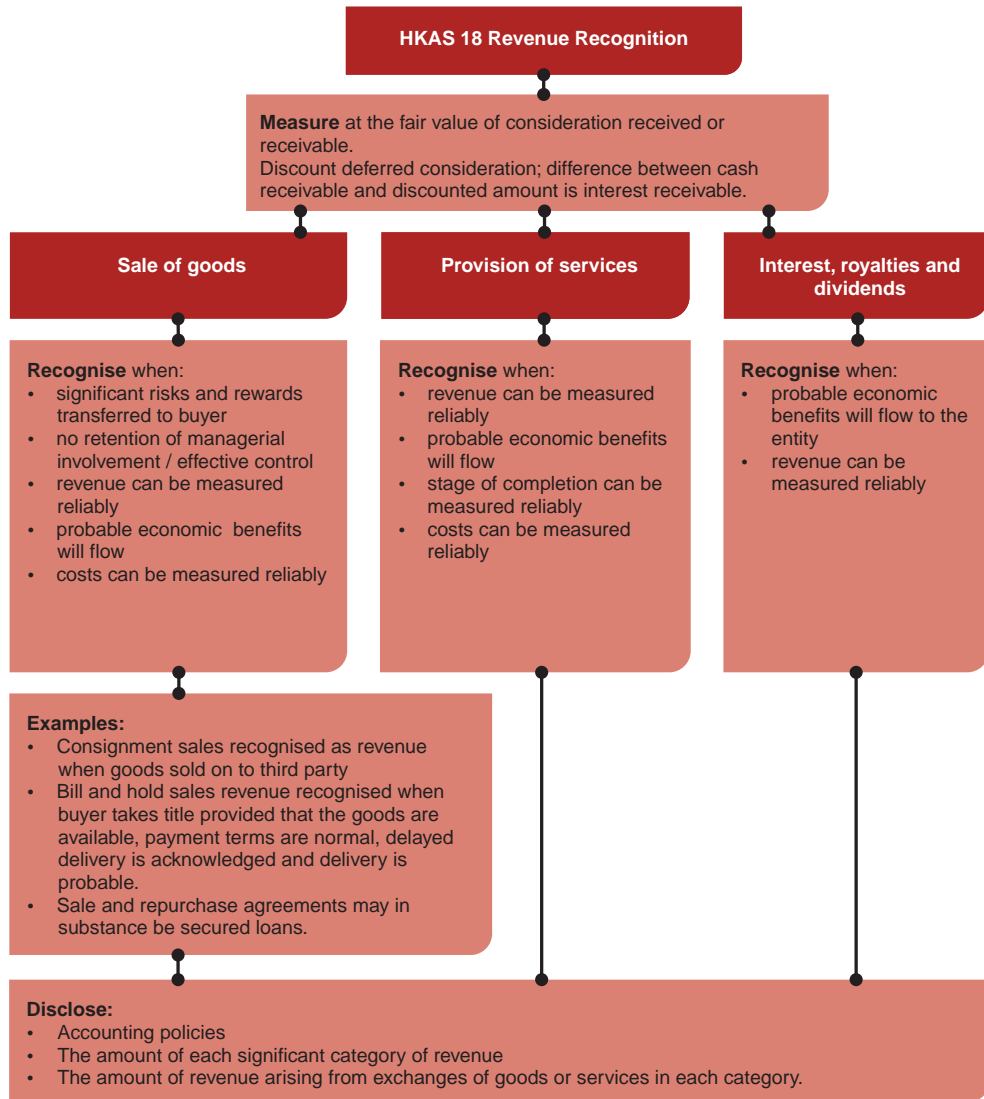 HKAS 18 Revenue Recognition
Measure at the fair value of consideration received or
receivable.
Discount deferred consideration; difference between cash
receivable and discounted amount is interest receivable.
Sale of goods
Recognise when:
• significant risks and rewards
transferred to buyer
• no retention of managerial
involvement / effective control
• revenue can be measured
reliably
• probable economic benefits
will flow
• costs can be measured reliably
Provision of services
Recognise when:
• revenue can be measured
reliably
• probable economic benefits
will flow
• stage of completion can be
measured reliably
• costs can be measured
reliably
Interest, royalties and
dividends
Recognise when:
• probable economic
benefits will flow to the
entity
• revenue can be
measured reliably
Examples:
• Consignment sales recognised as revenue
when goods sold on to third party
• Bill and hold sales revenue recognised when
buyer takes title provided that the goods are
available, payment terms are normal, delayed
delivery is acknowledged and delivery is
probable.
• Sale and repurchase agreements may in
substance be secured loans.
Disclose:
• Accounting policies
• The amount of each significant category of revenue
• The amount of revenue arising from exchanges of goods or services in each category.